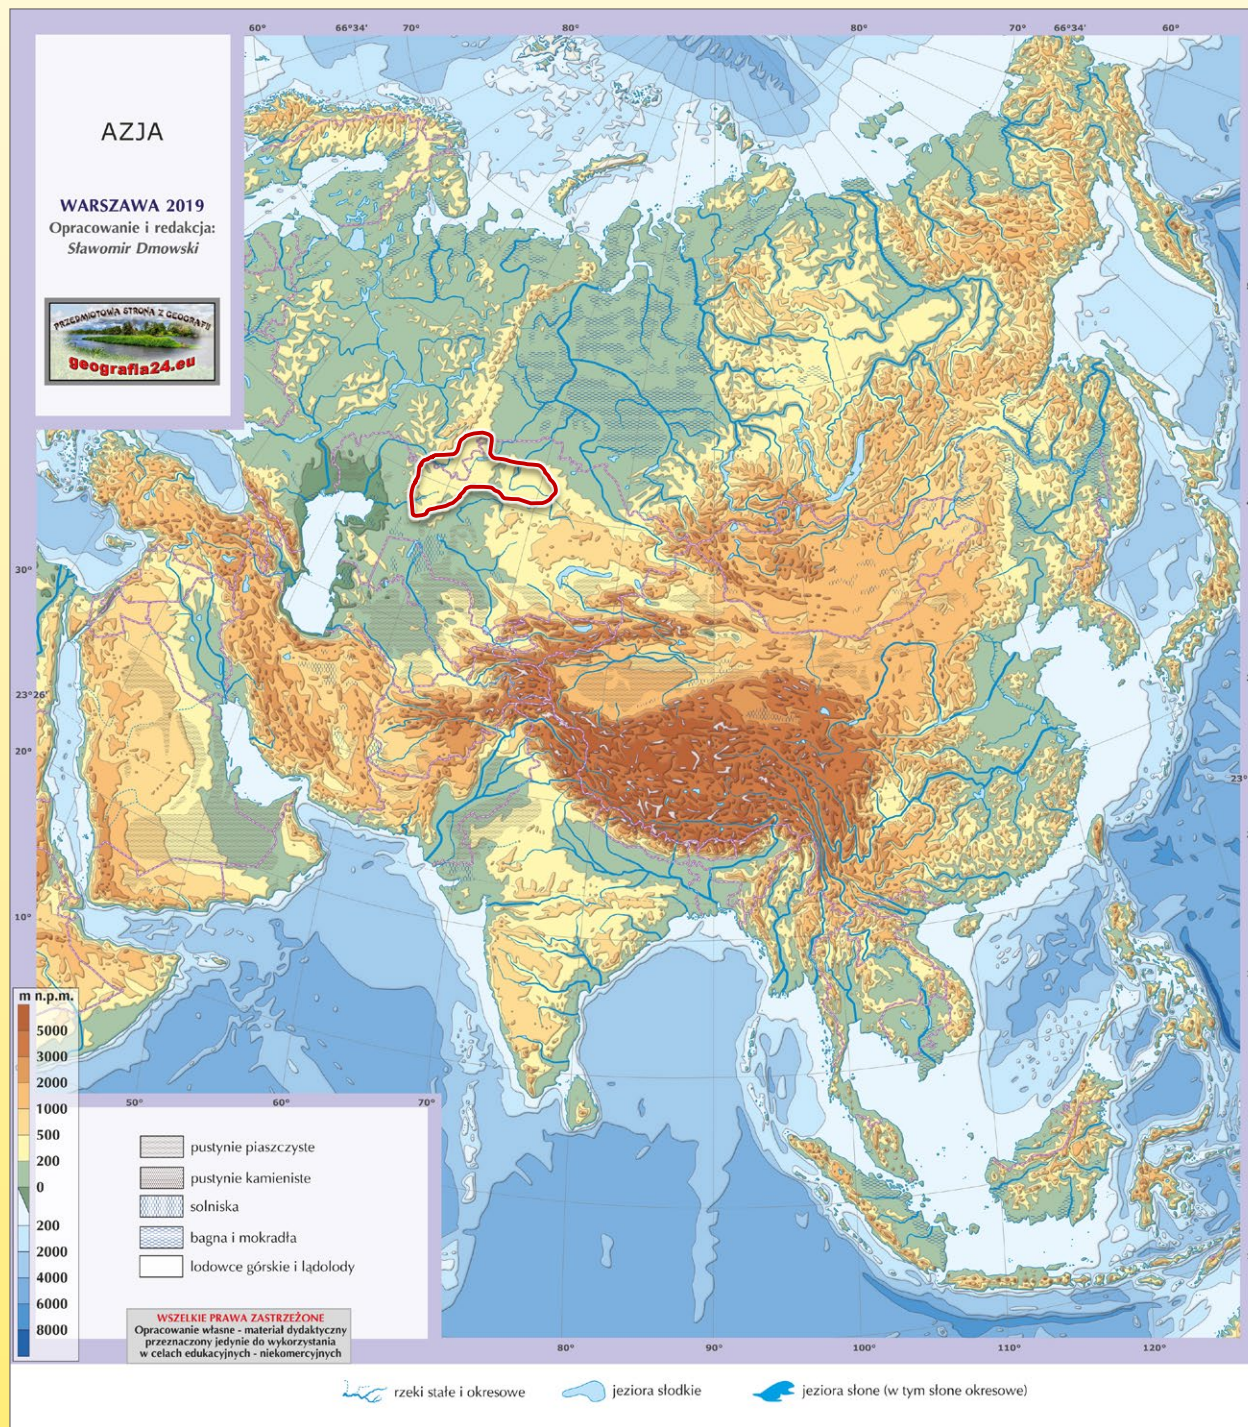 60° 66°34' 70° 80° 80° 70° 66°34' 60°
AZJA
WARSZAWA 2019
Opracowanie i redakcja:
Sławomir Dmowski
PRZEDMIOTOWA STRONA Z GEOGRAFII
geografia24.eu
30°
23°26'
20°
10°
23°
m n.p.m.
5000
3000
2000
1000
500
200
0
200
2000
4000
6000
8000
50° 60° 70°
pustynie piaszczyste
pustynie kamieniste
solniska
bagna i mokradła
lodowce górskie i lądolody
WSZELKIE PRAWA ZASTRZEŻONE
Opracowanie własne - materiał dydaktyczny
przeznaczony jedynie do wykorzystania
w celach edukacyjnych - niekomercyjnych
80° 90° 100° 110° 120°
rzeki stałe i okresowe jeziora słodkie jeziora słone (w tym słone okresowe)